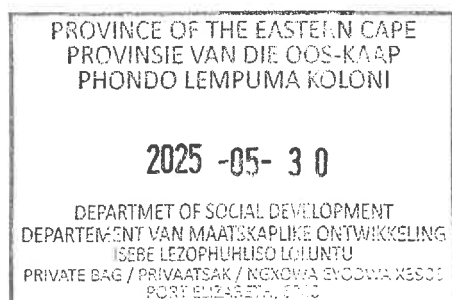 PROVINCE OF THE EASTERN CAPE
PROVINSIE VAN DIE OOS-KAAP
PHONDO LEMPUMA KOLONI
2025 -05- 30
DEPARTMET OF SOCIAL DEVELOPMENT
DEPARTEMENT VAN MAATSKAPLIKE ONTWIKKELING
ISEBE LEZOPHUHLISO LOLUNTU
PRIVATE BAG / PRIVAATSAK / NGXOWA
PORT ELIZABETH,